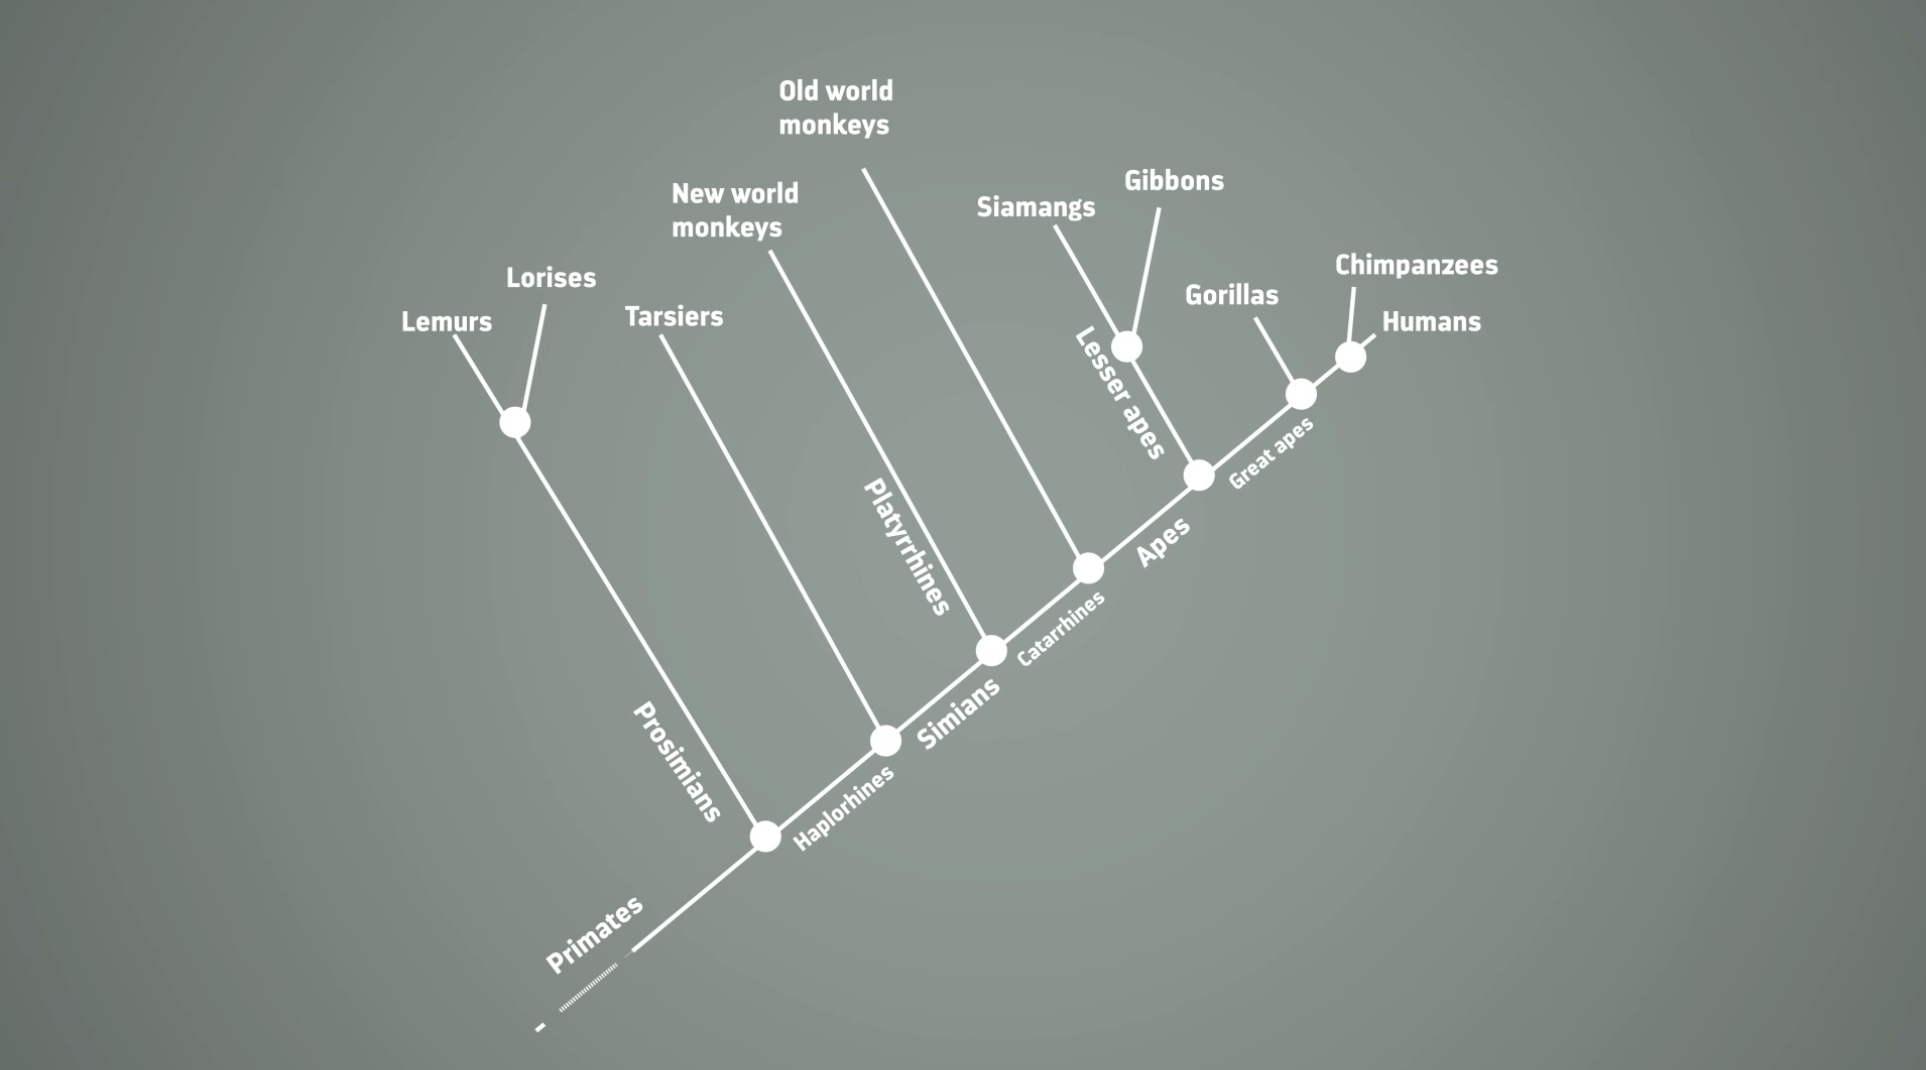 Old world
monkeys
New world
monkeys
Siamangs
Gibbons
Lemurs
Lorises
Tarsiers
Gorillas
Chimpanzees
Humans
Lesser apes
Great apes
Platyrrhines
Apes
Catarrhines
Simians
Prosimians
Haplorhines
Primates